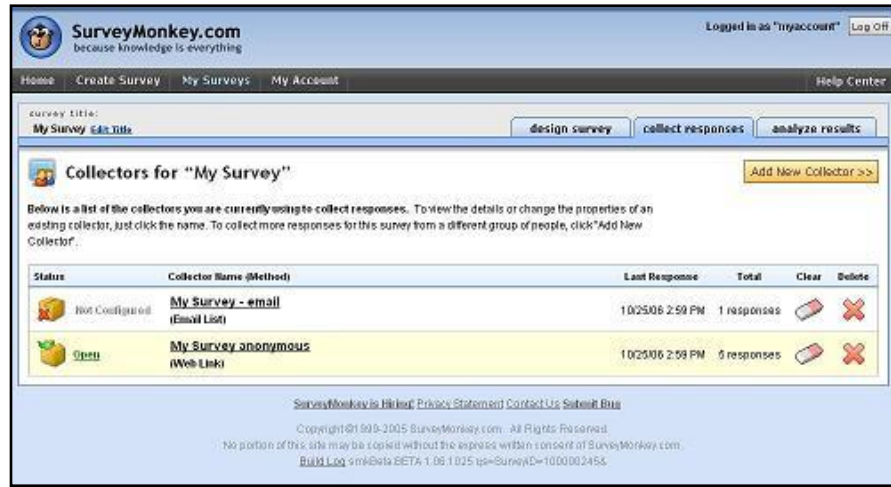 SurveyMonkey.com
because knowledge is everything
Logged in as "myaccount" Log Off
Home Create Survey My Surveys My Account Help Center
survey title:
My Survey Edit Title
design survey collect responses analyze results
Collectors for “My Survey”
Add New Collector >>
Below is a list of the collectors you are currently using to collect responses. To view the details or change the properties of an
existing collector, just click the name. To collect more responses for this survey from a different group of people, click "Add New
Collector".
Status Collector Name (Method) Last Response Total Clear Delete
Not Configured My Survey - email 10/25/06 2:59 PM 1 responses
(Email List)
Open My Survey anonymous 10/25/06 2:59 PM 5 responses
(Web Link)
SurveyMonkey is Hiring! Privacy Statement Contact Us Submit Bug
Copyright ©1999-2005 SurveyMonkey.com. All Rights Reserved.
No portion of this site may be copied without the express written consent of SurveyMonkey.com.
Build Log smkBeta BETA 1.06.1025